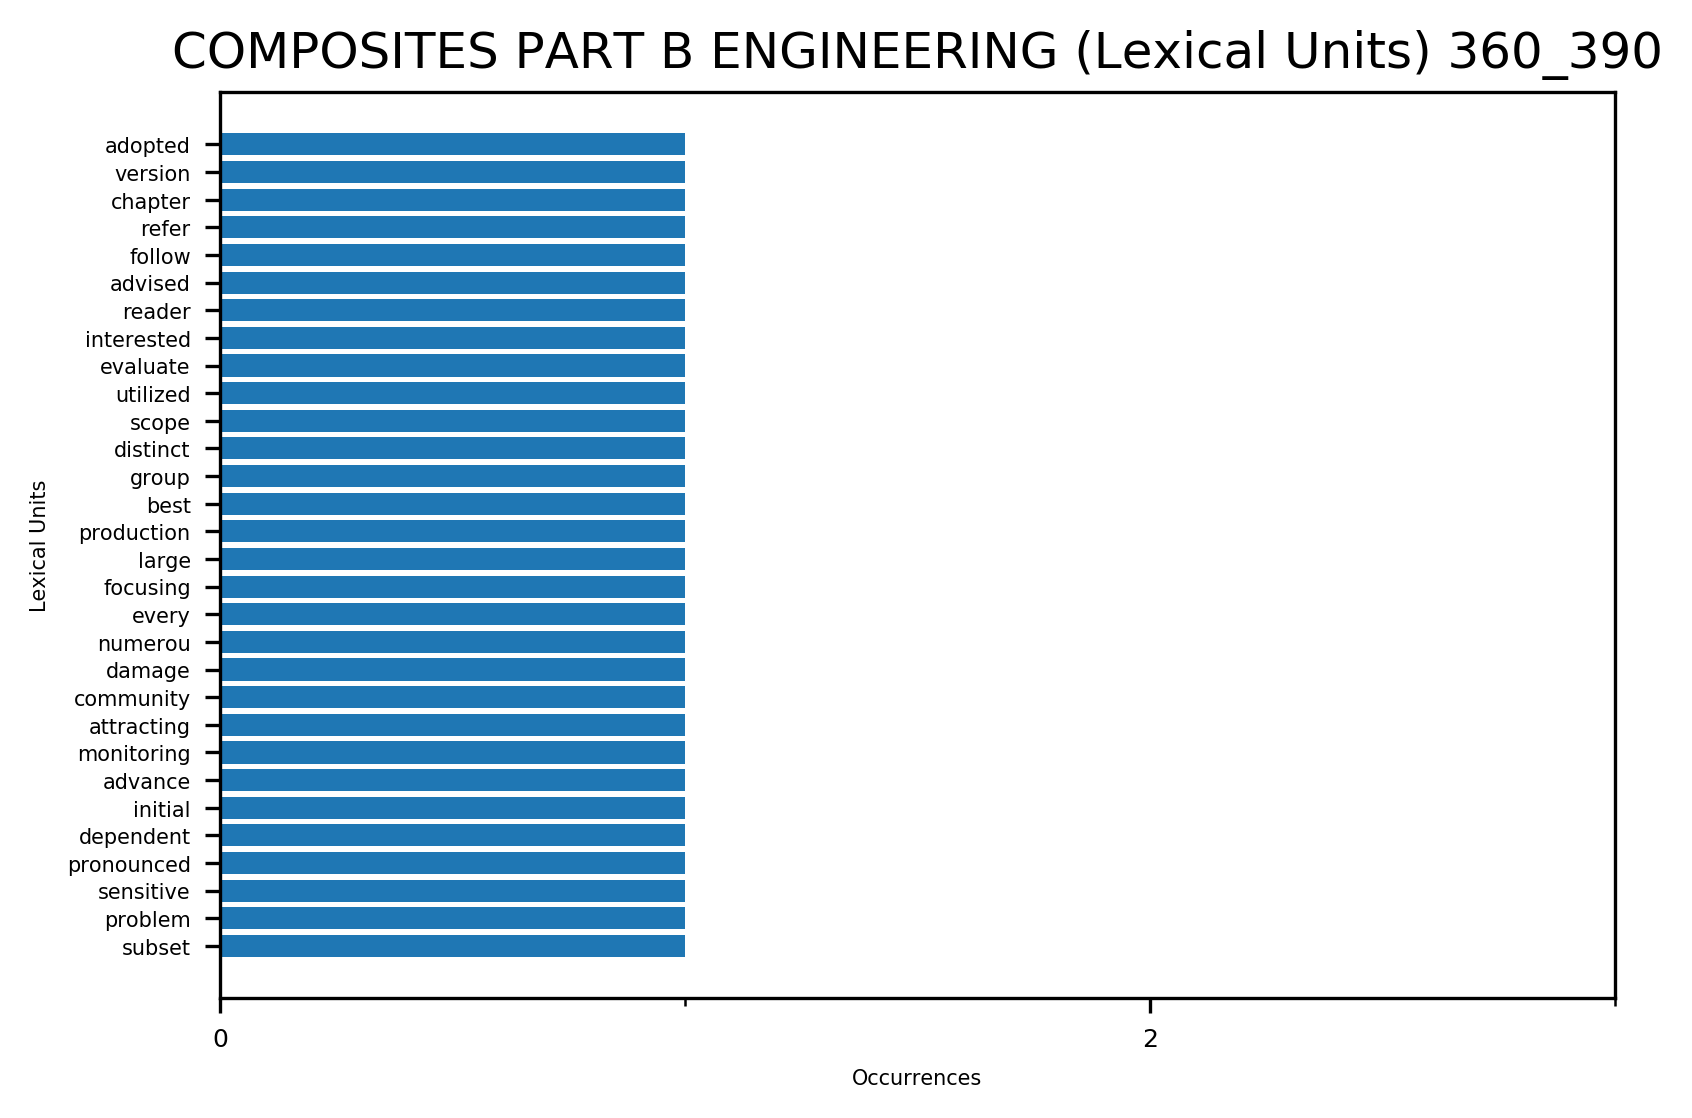 COMPOSITES PART B ENGINEERING (Lexical Units) 360_390
Lexical Units
adopted
version
chapter
refer
follow
advised
reader
interested
evaluate
utilized
scope
distinct
group
best
production
large
focusing
every
numerou
damage
community
attracting
monitoring
advance
initial
dependent
pronounced
sensitive
problem
subset
0 2
Occurrences